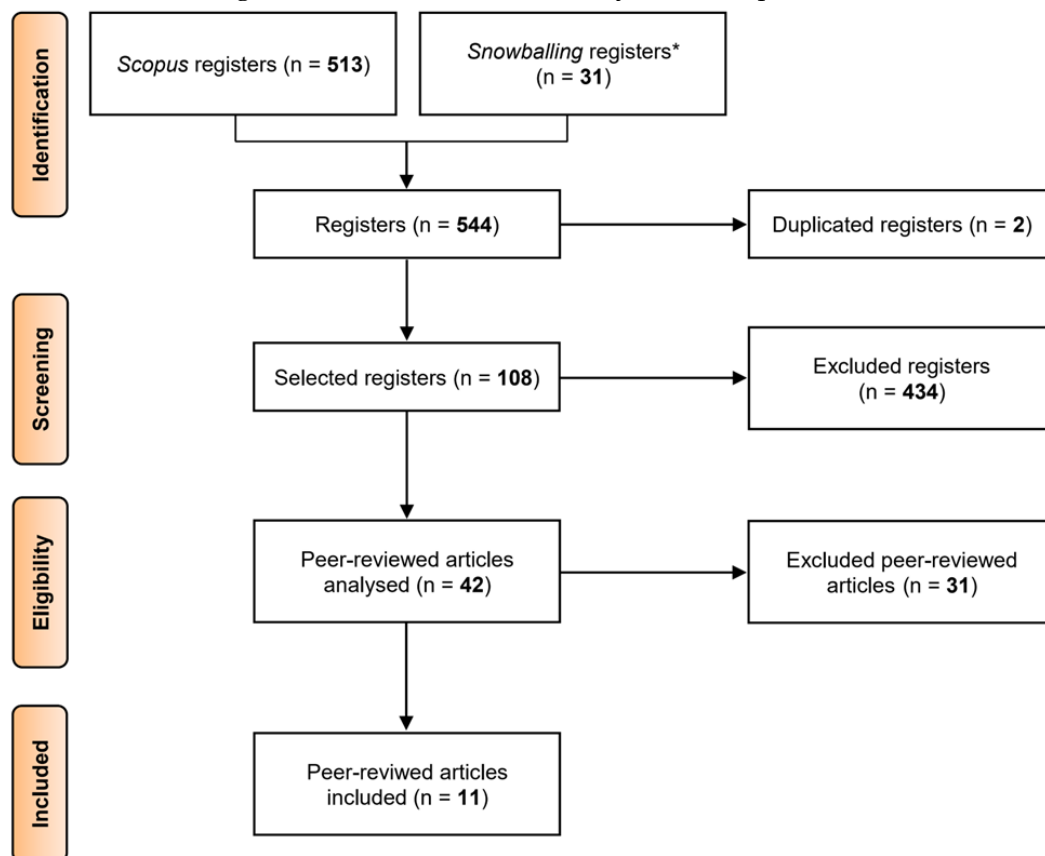 Identification
Scopus registers (n = 513)
Snowballing registers*
(n = 31)
Registers (n = 544)
Duplicated registers (n = 2)
Screening
Selected registers (n = 108)
Excluded registers
(n = 434)
Eligibility
Peer-reviewed articles
analysed (n = 42)
Excluded peer-reviewed
articles (n = 31)
Included
Peer-reviwed articles
included (n = 11)